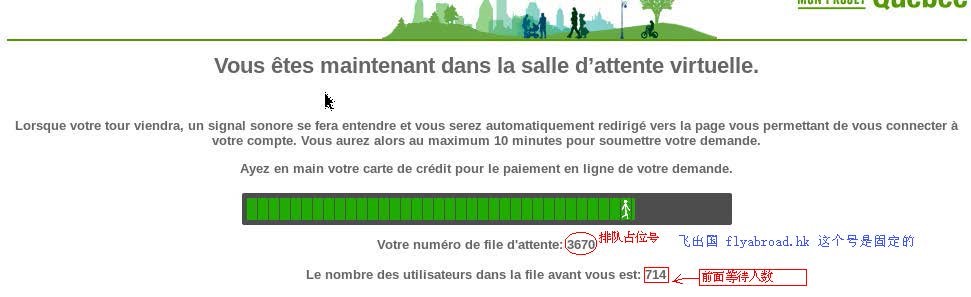 MON PROJET Québec
Vous êtes maintenant dans la salle d’attente virtuelle.
Lorsque votre tour viendra, un signal sonore se fera entendre et vous serez automatiquement redirigé vers la page vous permettant de vous connecter à
votre compte. Vous aurez alors au maximum 10 minutes pour soumettre votre demande.
Ayez en main votre carte de crédit pour le paiement en ligne de votre demande.
Votre numéro de file d'attente: 3670 排队占位号 飞出国 flyabroad.hk 这个号是固定的
Le nombre des utilisateurs dans la file avant vous est: 714 前面等待人数